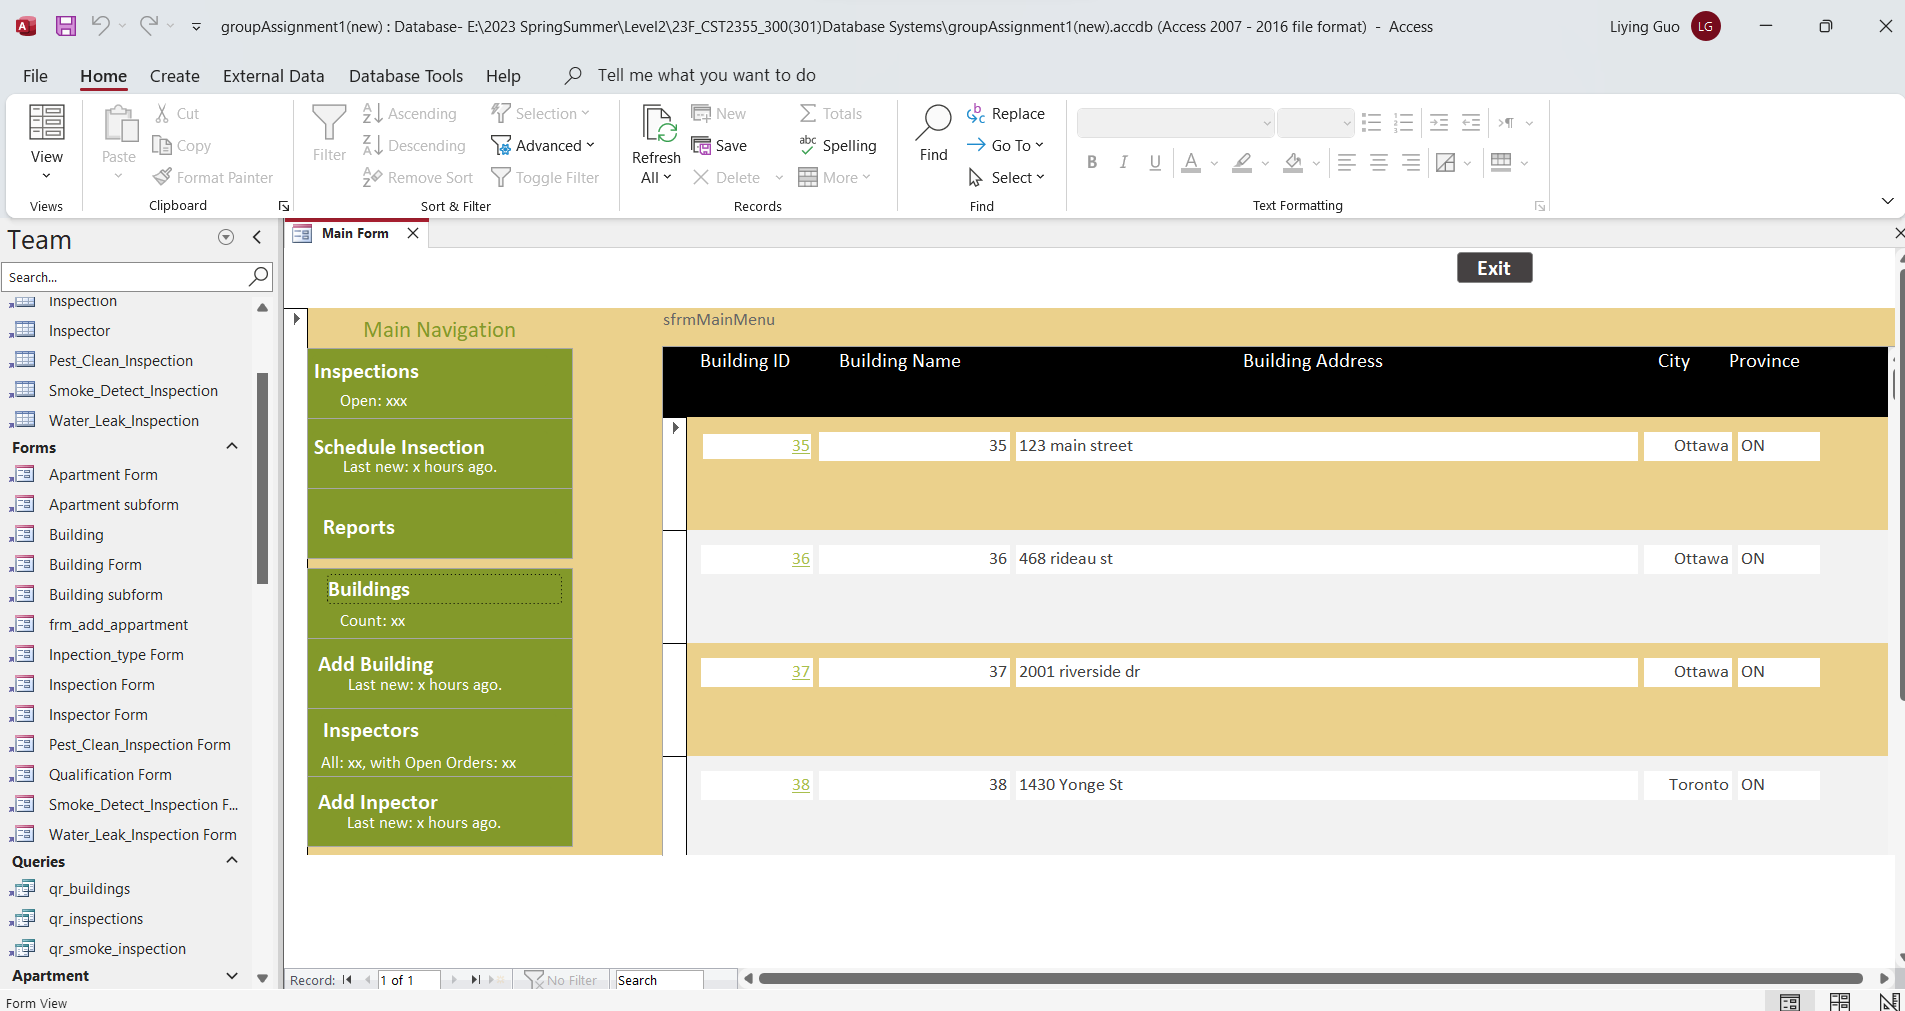 groupAssignment1(new) : Database- E:\2023 SpringSummer\Level2\23F_CST2355_300(301)Database Systems\groupAssignment1(new).accdb (Access 2007 - 2016 file format) - Access
Liying Guo LG
File Home Create External Data Database Tools Help Tell me what you want to do
View
Views
Paste
Cut
Copy
Format Painter
Clipboard
Filter
Ascending
Descending
Remove Sort
Selection
Advanced
Toggle Filter
Sort & Filter
Refresh
All
New
Save
Delete
Totals
Spelling
More
Records
Find
Replace
Go To
Select
Find
B I U A
Text Formatting
Team
Search...
Inspection
Inspector
Pest_Clean_Inspection
Smoke_Detect_Inspection
Water_Leak_Inspection
Forms
Apartment Form
Apartment subform
Building
Building Form
Building subform
frm_add_appartment
Inpection_type Form
Inspection Form
Inspector Form
Pest_Clean_Inspection Form
Qualification Form
Smoke_Detect_Inspection F...
Water_Leak_Inspection Form
Queries
qr_buildings
qr_inspections
qr_smoke_inspection
Apartment
Main Form
Exit
Main Navigation
Inspections
Open: xxx
Schedule Insection
Last new: x hours ago.
Reports
Buildings
Count: xx
Add Building
Last new: x hours ago.
Inspectors
All: xx, with Open Orders: xx
Add Inpector
Last new: x hours ago.
sfrmMainMenu
Building ID Building Name Building Address City Province
35 35 123 main street Ottawa ON
36 36 468 rideau st Ottawa ON
37 37 2001 riverside dr Ottawa ON
38 38 1430 Yonge St Toronto ON
Record: 1 of 1 No Filter Search
Form View